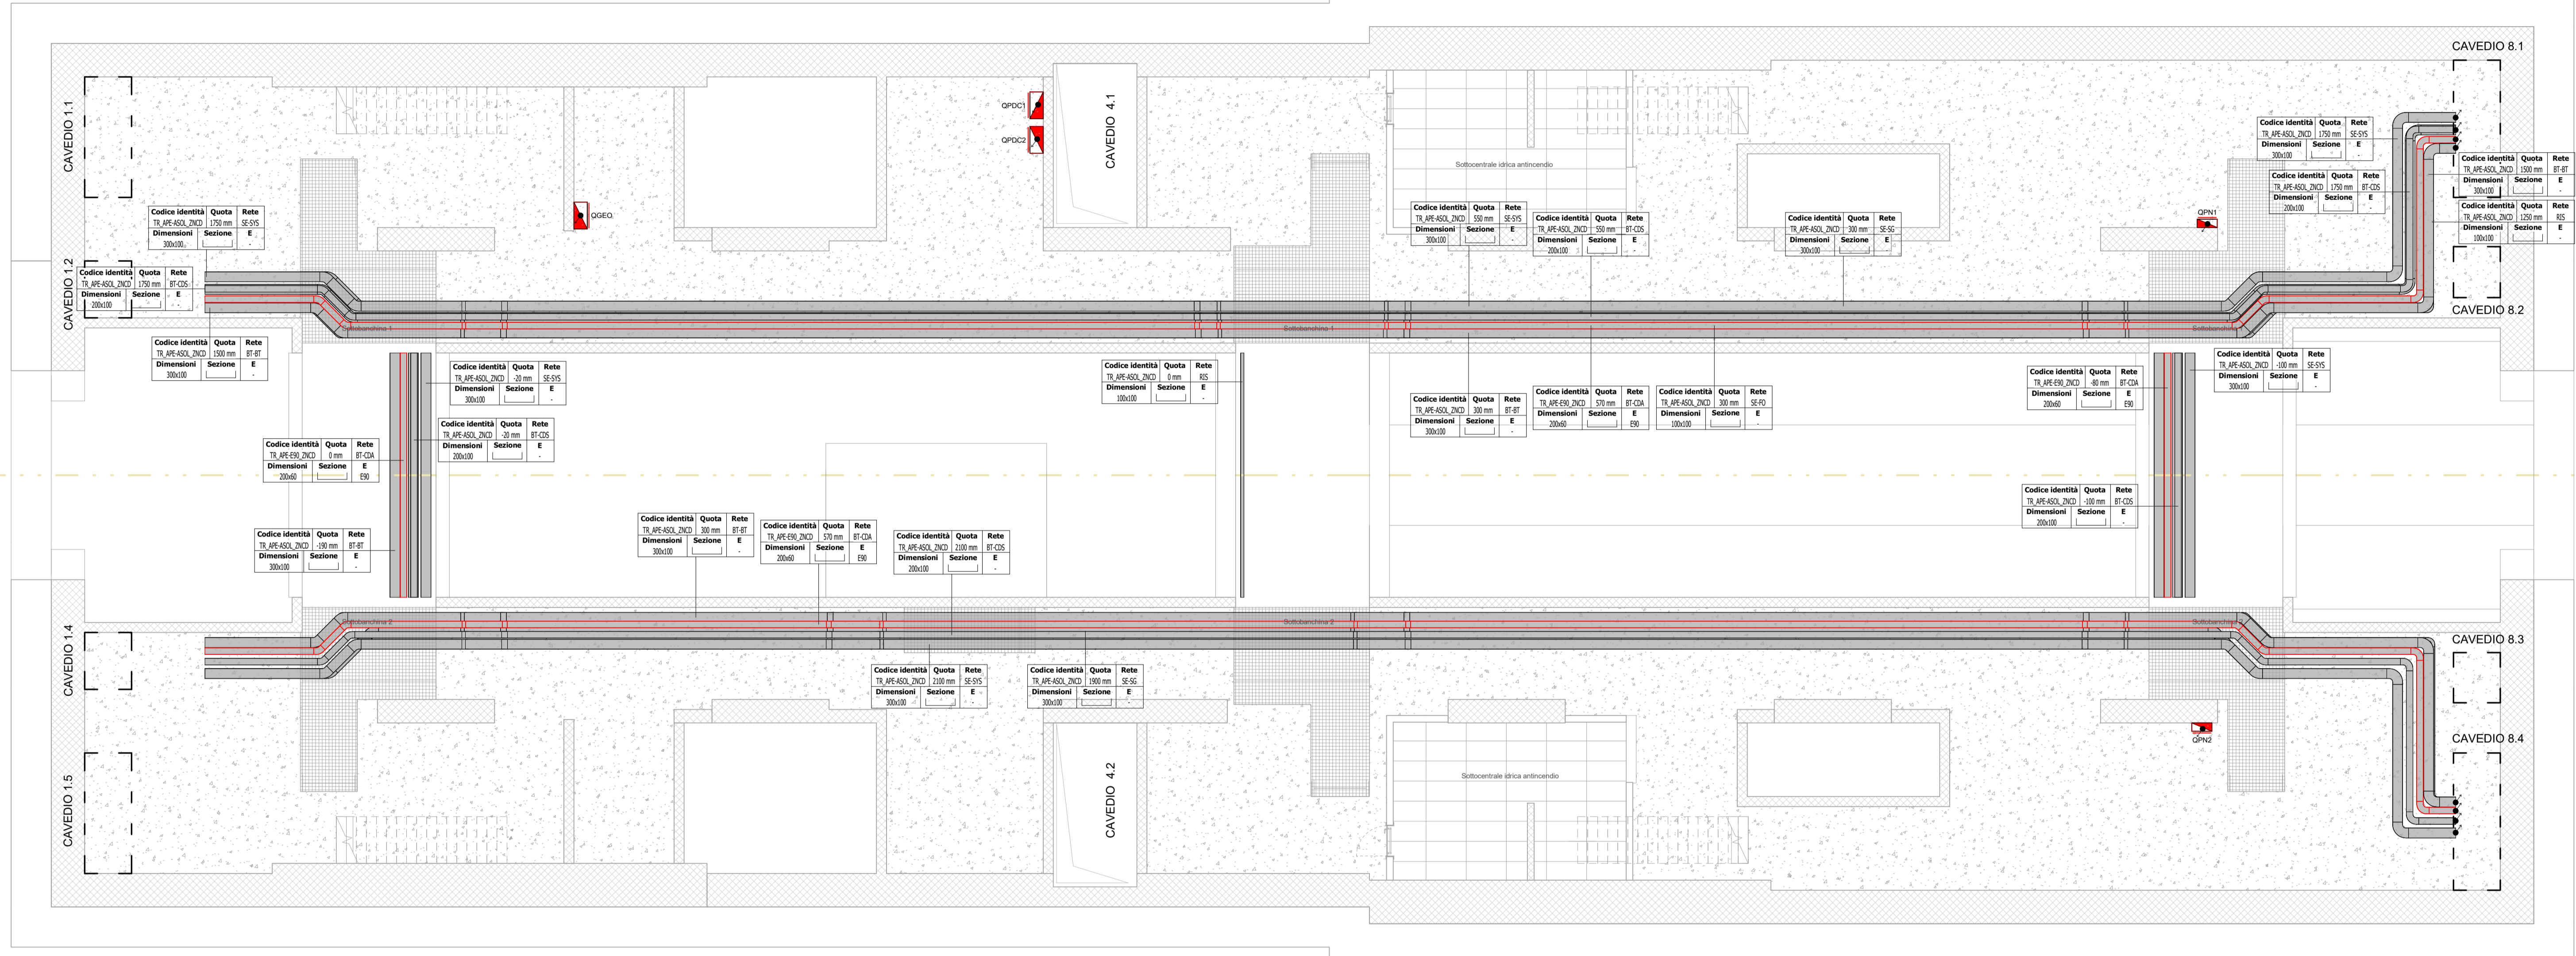 CAVEDIO 8.1
CAVEDIO 1.1
QPDC1
QPDC2
CAVEDIO 4.1
QGEO
Sottocentrale idrica antincendio
QPN1
Codice identità Quota Rete
TR_APE-ASOL_ZNCD 1750 mm SE-SYS
Dimensioni Sezione E
300x100 -
Codice identità Quota Rete
TR_APE-ASOL_ZNCD 1500 mm BT-BT
Dimensioni Sezione E
300x100 -
Codice identità Quota Rete
TR_APE-ASOL_ZNCD 1750 mm BT-CDS
Dimensioni Sezione E
200x100 -
Codice identità Quota Rete
TR_APE-ASOL_ZNCD 1250 mm RIS
Dimensioni Sezione E
100x100 -
Codice identità Quota Rete
TR_APE-ASOL_ZNCD 1750 mm SE-SYS
Dimensioni Sezione E
300x100 -
Codice identità Quota Rete
TR_APE-ASOL_ZNCD 550 mm SE-SYS
Dimensioni Sezione E
300x100 -
Codice identità Quota Rete
TR_APE-ASOL_ZNCD 550 mm BT-CDS
Dimensioni Sezione E
200x100 -
Codice identità Quota Rete
TR_APE-ASOL_ZNCD 300 mm SE-SG
Dimensioni Sezione E
300x100 -
CAVEDIO 1.2
Codice identità Quota Rete
TR_APE-ASOL_ZNCD 1750 mm BT-CDS
Dimensioni Sezione E
200x100 -
CAVEDIO 8.2
Sottobanchina 1
Sottobanchina 1
Sottobanchina
Codice identità Quota Rete
TR_APE-ASOL_ZNCD 1500 mm BT-BT
Dimensioni Sezione E
300x100 -
Codice identità Quota Rete
TR_APE-ASOL_ZNCD -20 mm SE-SYS
Dimensioni Sezione E
300x100 -
Codice identità Quota Rete
TR_APE-ASOL_ZNCD 0 mm RIS
Dimensioni Sezione E
100x100 -
Codice identità Quota Rete
TR_APE-ASOL_ZNCD 300 mm BT-BT
Dimensioni Sezione E
300x100 -
Codice identità Quota Rete
TR_APE-E90_ZNCD 570 mm BT-CDA
Dimensioni Sezione E
200x60 E90
Codice identità Quota Rete
TR_APE-ASOL_ZNCD 300 mm SE-FO
Dimensioni Sezione E
100x100 -
Codice identità Quota Rete
TR_APE-E90_ZNCD -80 mm BT-CDA
Dimensioni Sezione E
200x60 E90
Codice identità Quota Rete
TR_APE-ASOL_ZNCD -100 mm SE-SYS
Dimensioni Sezione E
300x100 -
Codice identità Quota Rete
TR_APE-ASOL_ZNCD -20 mm BT-CDS
Dimensioni Sezione E
200x100 -
Codice identità Quota Rete
TR_APE-E90_ZNCD 0 mm BT-CDA
Dimensioni Sezione E
200x60 E90
Codice identità Quota Rete
TR_APE-ASOL_ZNCD -100 mm BT-CDS
Dimensioni Sezione E
200x100 -
Codice identità Quota Rete
TR_APE-ASOL_ZNCD -190 mm BT-BT
Dimensioni Sezione E
300x100 -
Codice identità Quota Rete
TR_APE-ASOL_ZNCD 300 mm BT-BT
Dimensioni Sezione E
300x100 -
Codice identità Quota Rete
TR_APE-E90_ZNCD 570 mm BT-CDA
Dimensioni Sezione E
200x60 E90
Codice identità Quota Rete
TR_APE-ASOL_ZNCD 2100 mm BT-CDS
Dimensioni Sezione E
200x100 -
Sottobanchina 2
Sottobanchina 2
Sottobanchina 2
CAVEDIO 1.4
CAVEDIO 8.3
Codice identità Quota Rete
TR_APE-ASOL_ZNCD 2100 mm SE-SYS
Dimensioni Sezione E
300x100 -
Codice identità Quota Rete
TR_APE-ASOL_ZNCD 1900 mm SE-SG
Dimensioni Sezione E
300x100 -
QPN2
CAVEDIO 8.4
CAVEDIO 1.5
CAVEDIO 4.2
Sottocentrale idrica antincendio